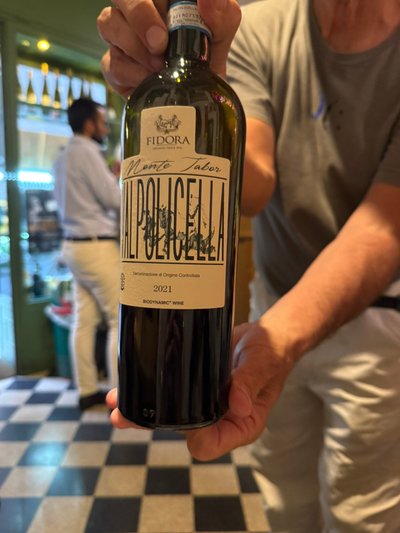 FIDORA
Monte Tabor
VALPOLICELLA
Denominazione di Origine Controllata
2021
BIODYNAMIC® WINE